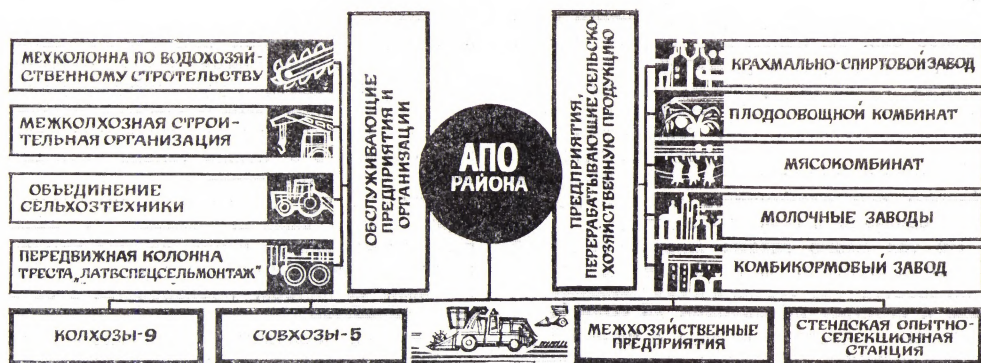 МЕХКОЛОННА ПО ВОДОХОЗЯЙ-
СТВЕННОМУ СТРОТЕЛЬСТВУ
МЕЖКОЛХОЗНАЯ СТРОИ-
ТЕЛЬНАЯ ОРГАНИЗАЦИЯ
ОБЪЕДИНЕНИЕ
СЕЛЬХОЗТЕХНИКИ
ПЕРЕДВИЖНАЯ КОЛОННА
ТРЕСТА „ЛАТВСПЕЦСЕЛЬМОНТАЖ"
ОБСЛУЖИВАЮЩИЕ
ПРЕДПРИЯТИЯ И
ОРГАНИЗАЦИИ
АПО
РАЙОНА
ПРЕДПРИЯТИЯ,
ПЕРЕРАБАТЫВАЮЩИЕ СЕЛЬСКО-
ХОЗЯЙСТВЕННУЮ ПРОДУКЦИЮ
КРАХМАЛЬНО-СПИРТОВОЙ ЗАВОД
ПЛОДООВОЩНОЙ КОМБИНАТ
МЯСОКОМБИНАТ
МОЛОЧНЫЕ ЗАВОДЫ
КОМБИКОРМОВЫЙ ЗАВОД
КОЛХОЗЫ-9
СОВХОЗЫ-5
МЕЖХОЗЯЙСТВЕННЫЕ
ПРЕДПРИЯТИЯ
СТЕНДСКАЯ ОПЫТНО-
СЕЛЕКЦИОННАЯ
СТАНЦИЯ